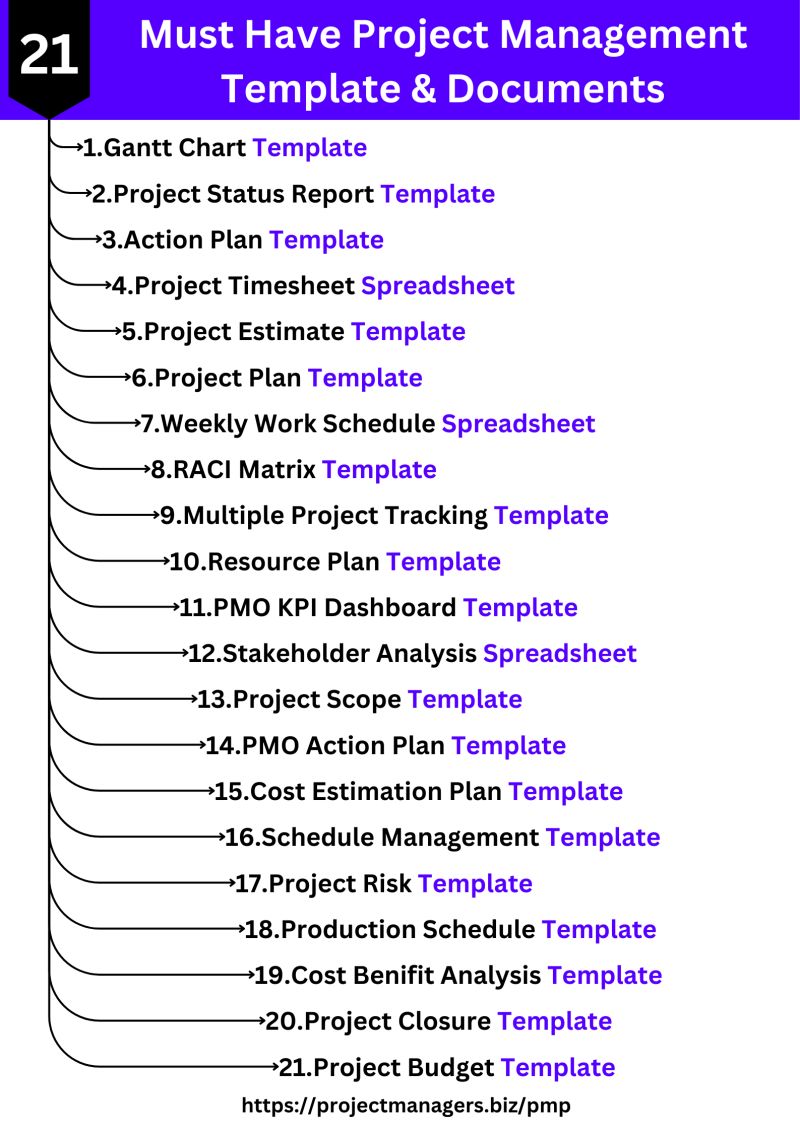 21
Must Have Project Management
Template & Documents
1.Gantt Chart Template
2.Project Status Report Template
3.Action Plan Template
4.Project Timesheet Spreadsheet
5.Project Estimate Template
6.Project Plan Template
7.Weekly Work Schedule Spreadsheet
8.RACI Matrix Template
9.Multiple Project Tracking Template
10.Resource Plan Template
11.PMO KPI Dashboard Template
12.Stakeholder Analysis Spreadsheet
13.Project Scope Template
14.PMO Action Plan Template
15.Cost Estimation Plan Template
16.Schedule Management Template
17.Project Risk Template
18.Production Schedule Template
19.Cost Benifit Analysis Template
20.Project Closure Template
21.Project Budget Template
https://projectmanagers.biz/pmp